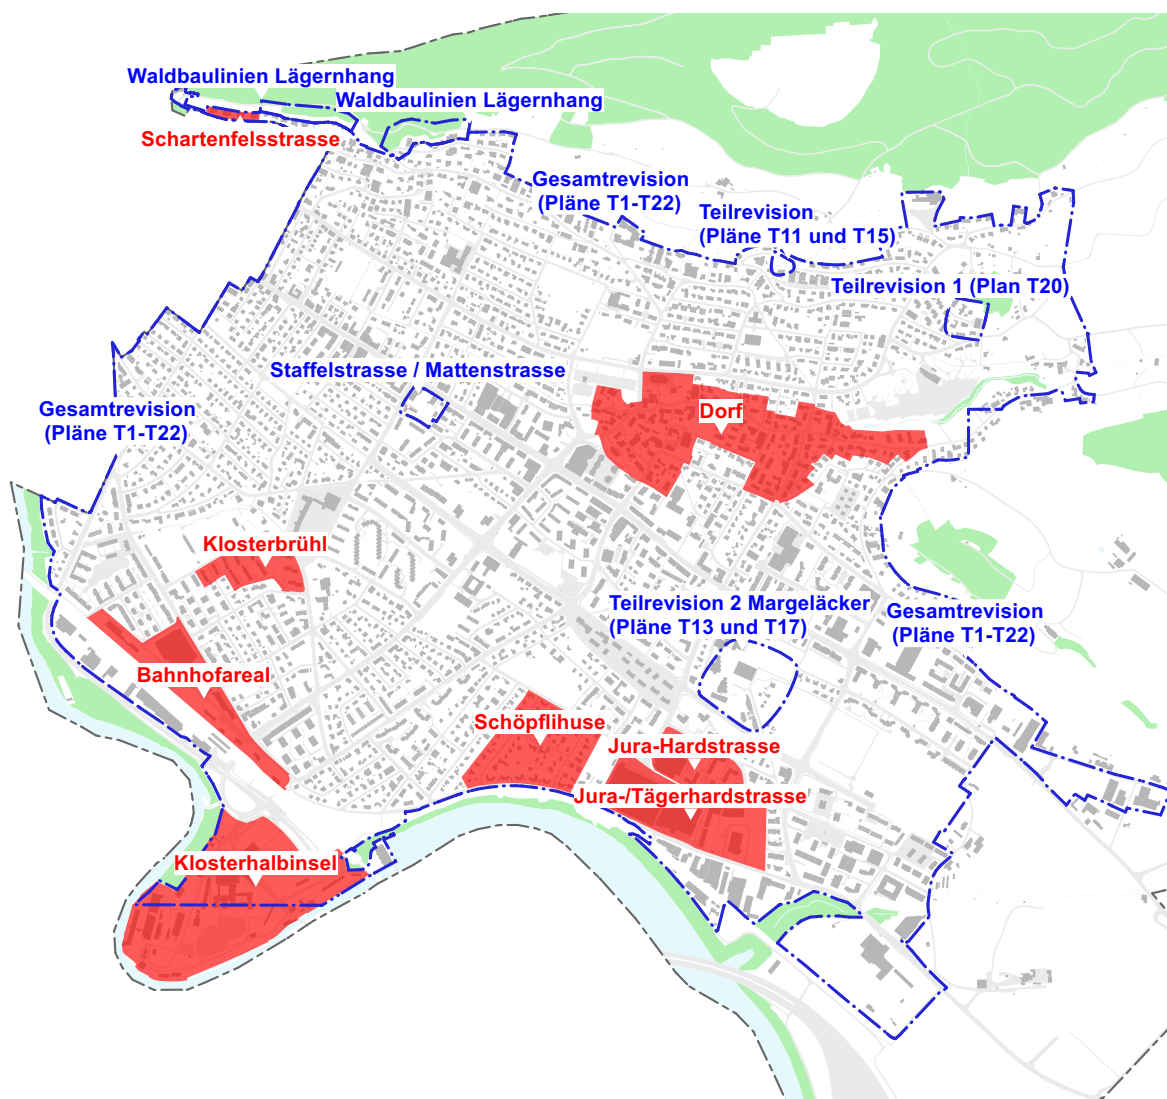 Waldbaulinien Lägernhang
Waldbaulinien Lägernhang
Schartenfelsstrasse
Gesamtrevision
(Pläne T1-T22)
Teilrevision
(Pläne T11 und T15)
Teilrevision 1 (Plan T20)
Staffelstrasse / Mattenstrasse
Gesamtrevision
(Pläne T1-T22)
Dorf
Klosterbrühl
Teilrevision 2 Margeläcker
(Pläne T13 und T17)
Gesamtrevision
(Pläne T1-T22)
Bahnhofareal
Schöpflihuse
Jura-Hardstrasse
Jura-/Tägerhardstrasse
Klosterhalbinsel